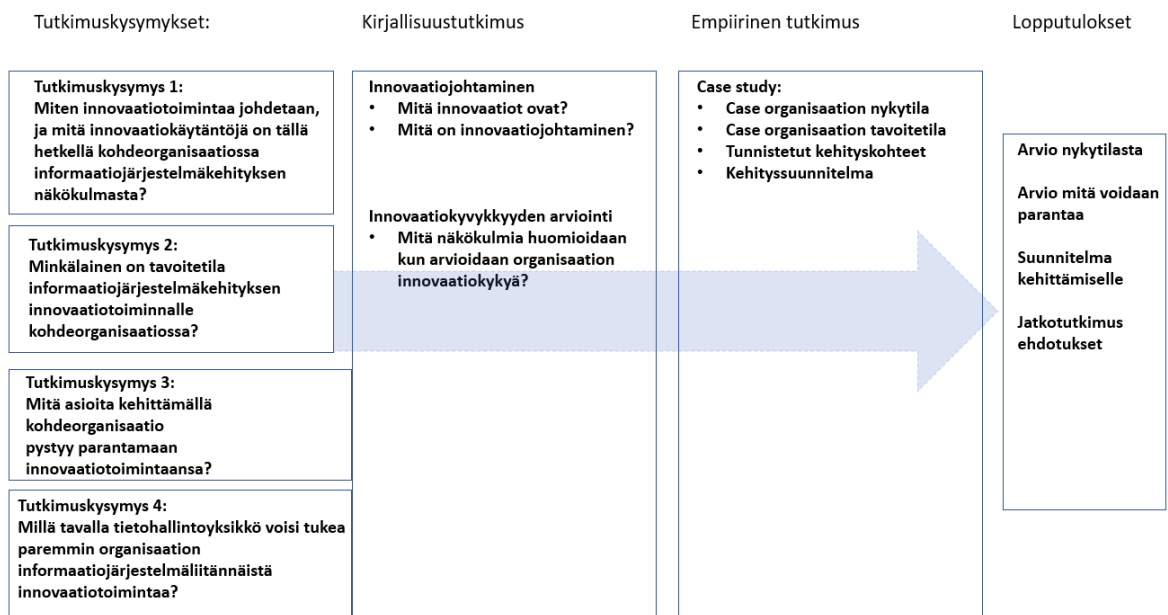 Tutkimuskysymykset:
Kirjallisuustutkimus
Empiirinen tutkimus
Lopputulokset
Tutkimuskysymys 1:
Miten innovaatiotoimintaa johdetaan,
ja mitä innovaatiokäytäntöjä on tällä
hetkellä kohdeorganisaatiossa
informaatiojärjestelmäkehityksen
näkökulmasta?
Tutkimuskysymys 2:
Minkälainen on tavoitetila
informaatiojärjestelmäkehityksen
innovaatiotoiminnalle
kohdeorganisaatiossa?
Tutkimuskysymys 3:
Mitä asioita kehittämällä
kohdeorganisaatio
pystyy parantamaan
innovaatiotoimintaansa?
Tutkimuskysymys 4:
Millä tavalla tietohallintoyksikkö voisi tukea
paremmin organisaation
informaatiojärjestelmäliitännäistä
innovaatiotoimintaa?
Innovaatiojohtaminen
• Mitä innovaatiot ovat?
• Mitä on innovaatiojohtaminen?
Innovaatiokyvykkyyden arviointi
• Mitä näkökulmia huomioidaan
kun arvioidaan organisaation
innovaatiokykyä?
Case study:
• Case organisaation nykytila
• Case organisaation tavoitetila
• Tunnistetut kehityskohteet
• Kehityssuunnitelma
Arvio nykytilasta
Arvio mitä voidaan
parantaa
Suunnitelma
kehittämiselle
Jatkotutkimus
ehdotukset